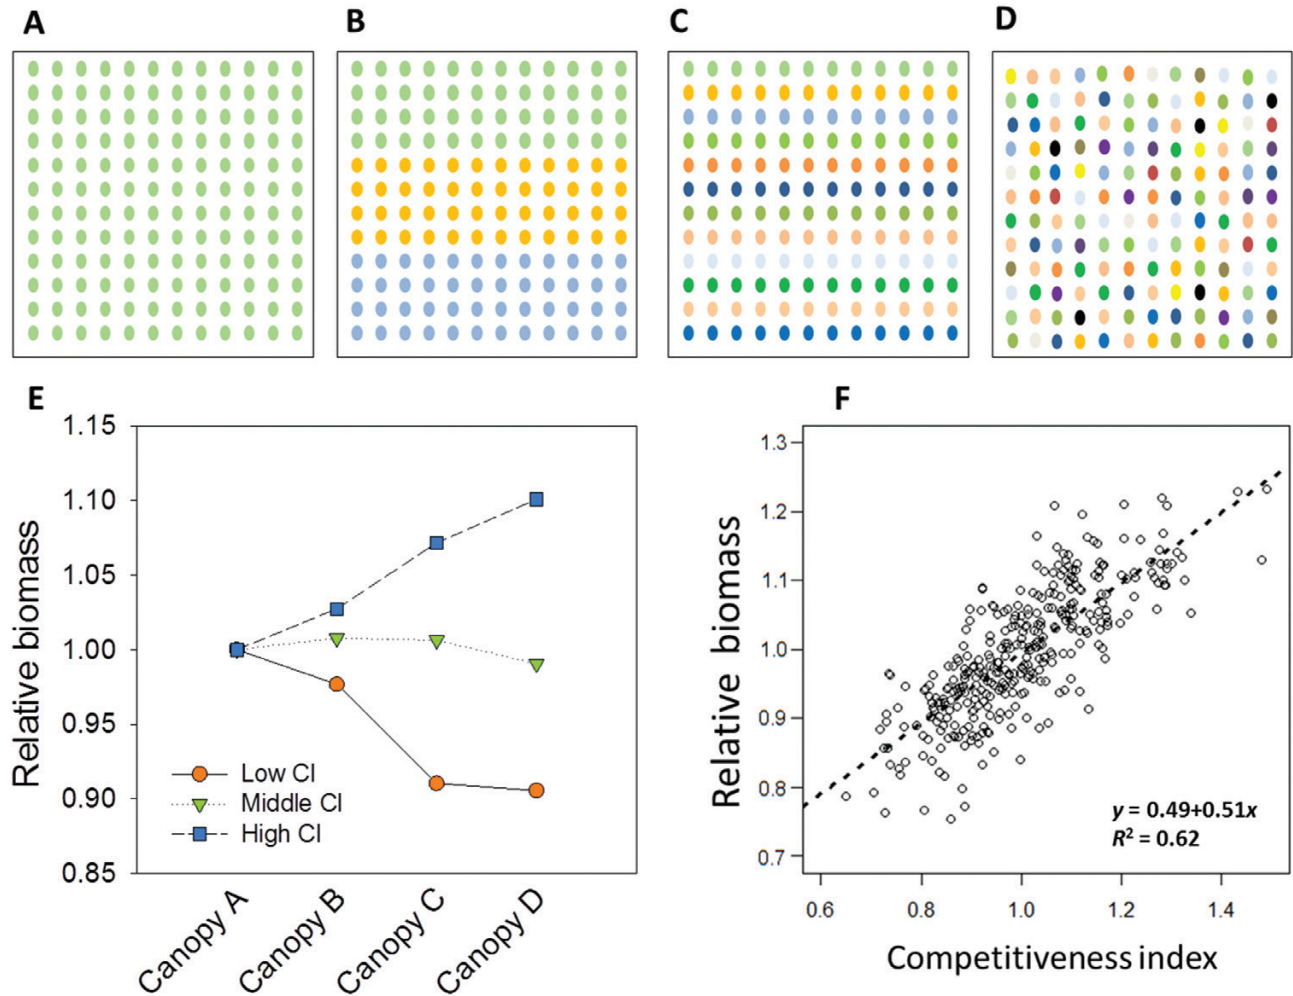 A
B
C
D
E
F
1.15
1.10
1.05
1.00
0.95
0.90
0.85
Relative biomass
Low CI
Middle CI
High CI
Canopy A
Canopy B
Canopy C
Canopy D
1.3
1.2
1.1
1.0
0.9
0.8
0.7
Relative biomass
y = 0.49+0.51x
R² = 0.62
0.6
0.8
1.0
1.2
1.4
Competitiveness index